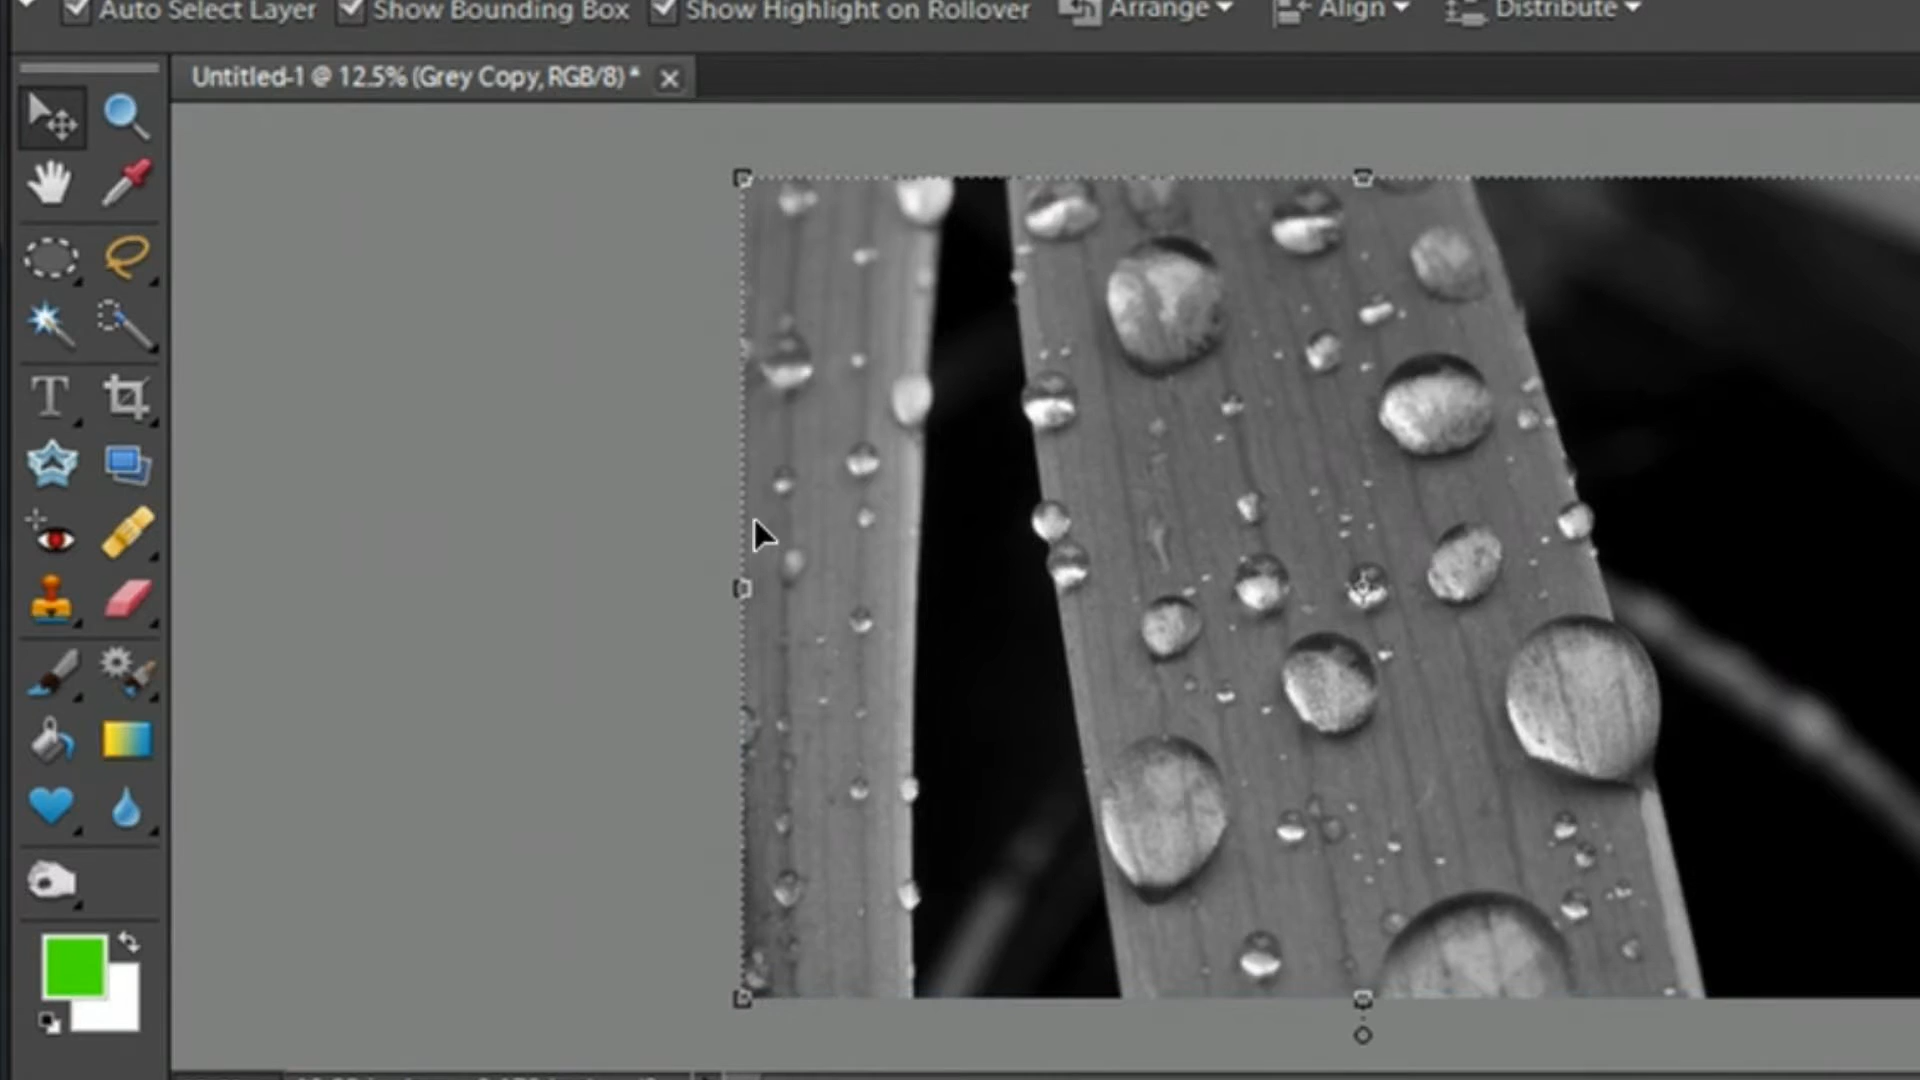 Auto Select Layer Show Bounding Box Show Highlight on Rollover Arrange Align Distribute
Untitled-1 @ 12.5% (Grey Copy, RGB/8) *
T